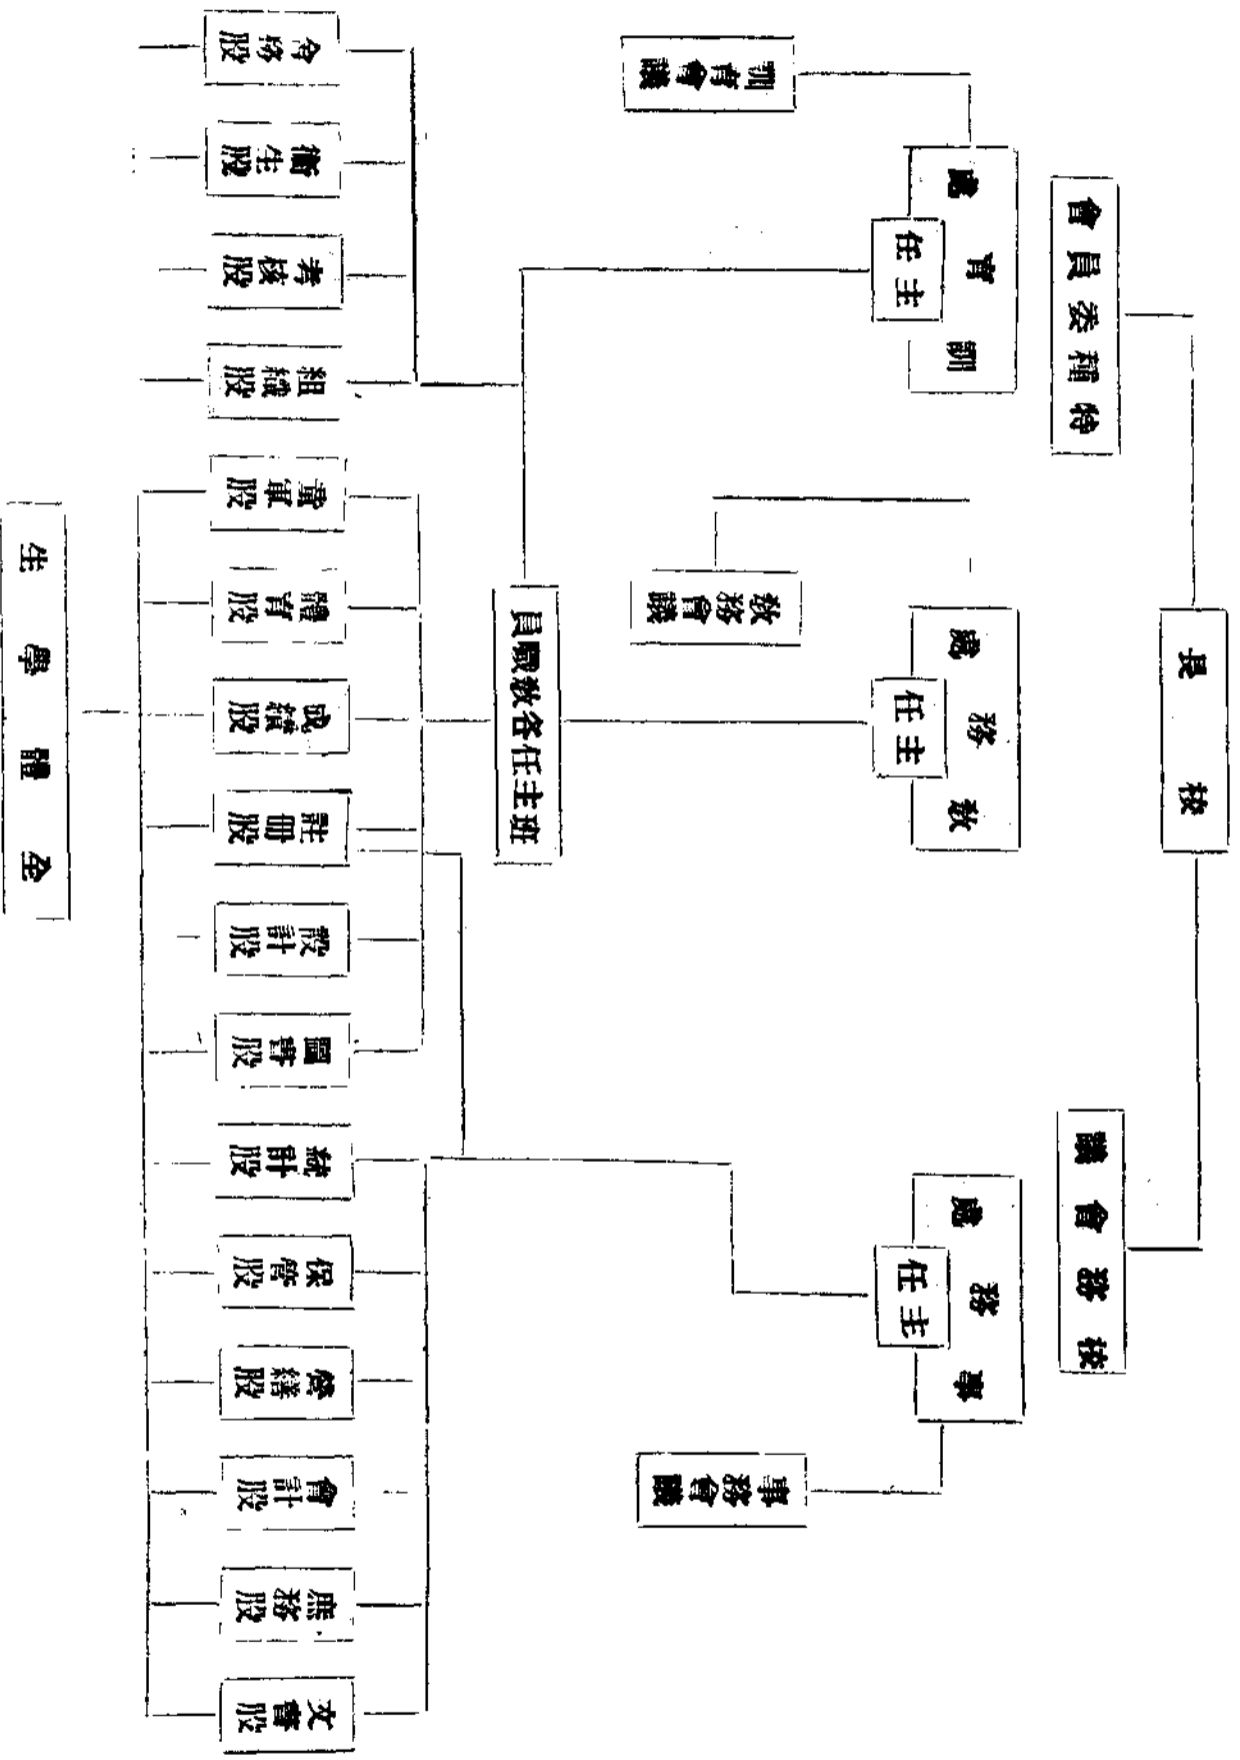 校長
校務會議
特種委員會
事務處
主任
教務處
主任
訓育處
主任
事務會議
教務會議
訓育會議
班主任各教職員
文書股
庶務股
會計股
營繕股
保管股
統計股
圖書股
設計股
註冊股
成績股
體育股
童軍股
組織股
考核股
衛生股
舍務股
全體學生